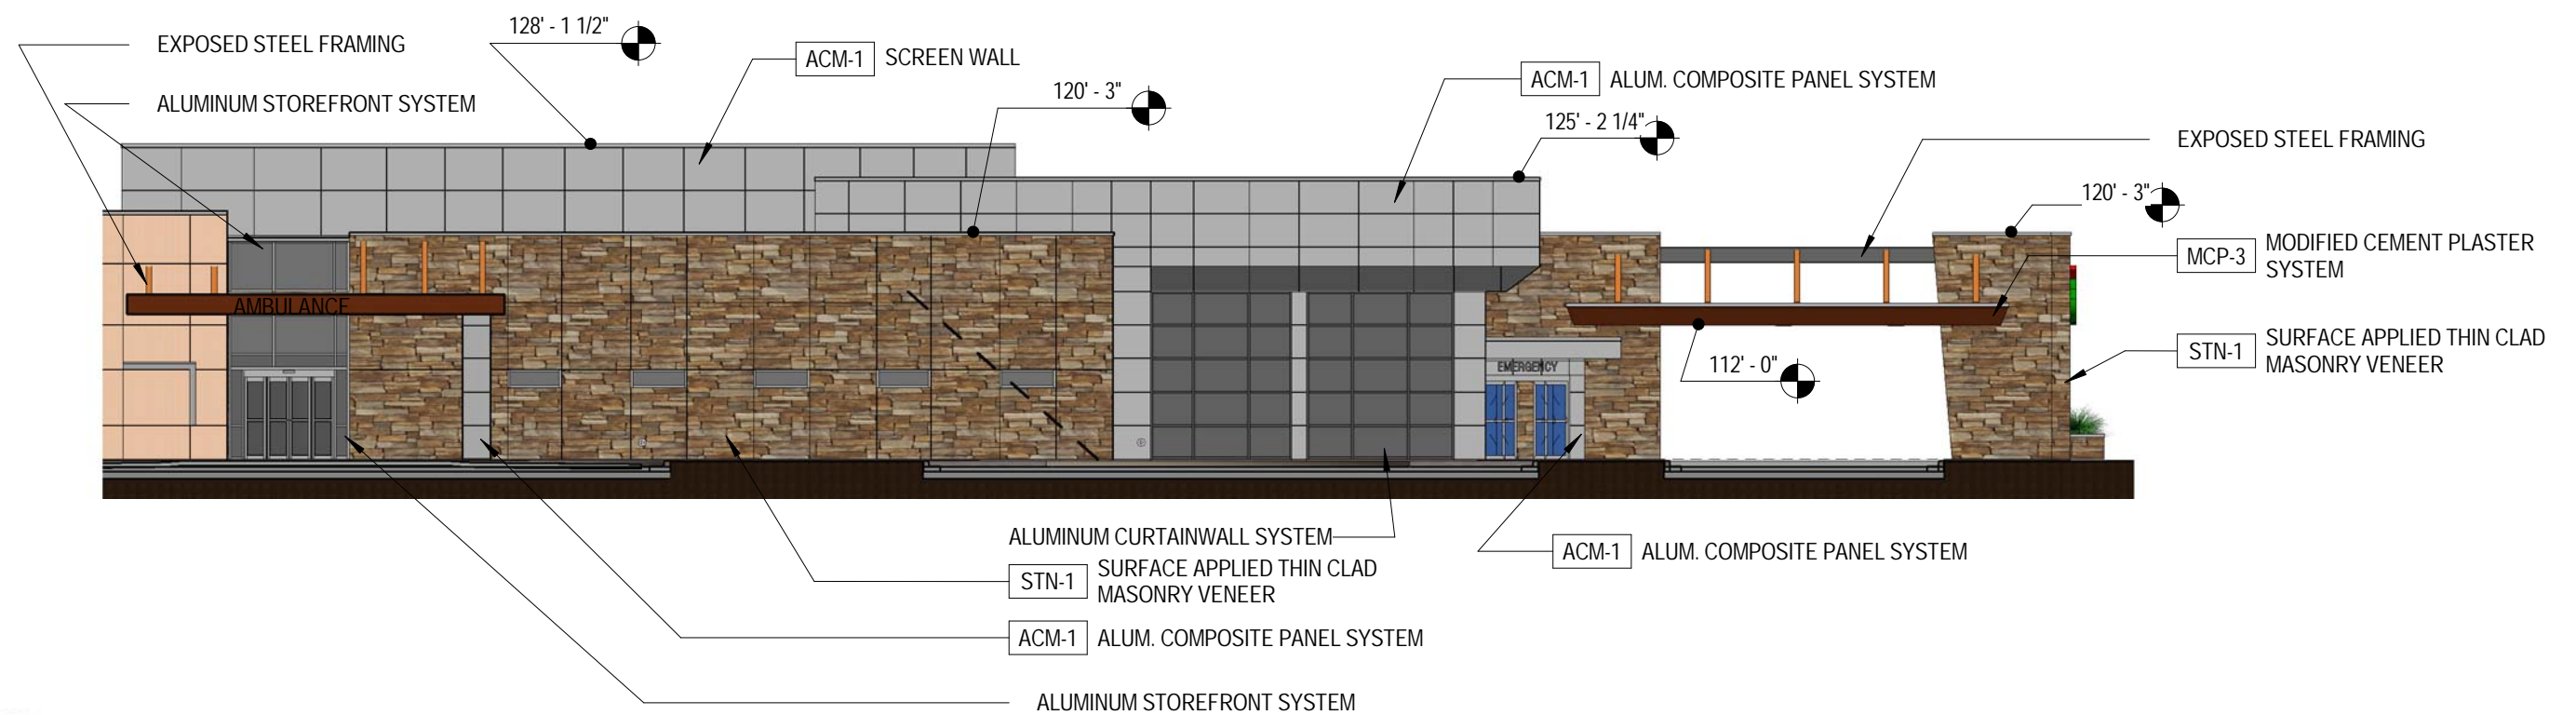 128' - 1 1/2"
EXPOSED STEEL FRAMING
ACM-1 SCREEN WALL
ACM-1 ALUM. COMPOSITE PANEL SYSTEM
120' - 3"
ALUMINUM STOREFRONT SYSTEM
125' - 2 1/4"
EXPOSED STEEL FRAMING
120' - 3"
MCP-3 MODIFIED CEMENT PLASTER
SYSTEM
AMBULANCE
STN-1 SURFACE APPLIED THIN CLAD
MASONRY VENEER
112' - 0"
EMERGENCY
ALUMINUM CURTAINWALL SYSTEM
ACM-1 ALUM. COMPOSITE PANEL SYSTEM
STN-1 SURFACE APPLIED THIN CLAD
MASONRY VENEER
ACM-1 ALUM. COMPOSITE PANEL SYSTEM
ALUMINUM STOREFRONT SYSTEM